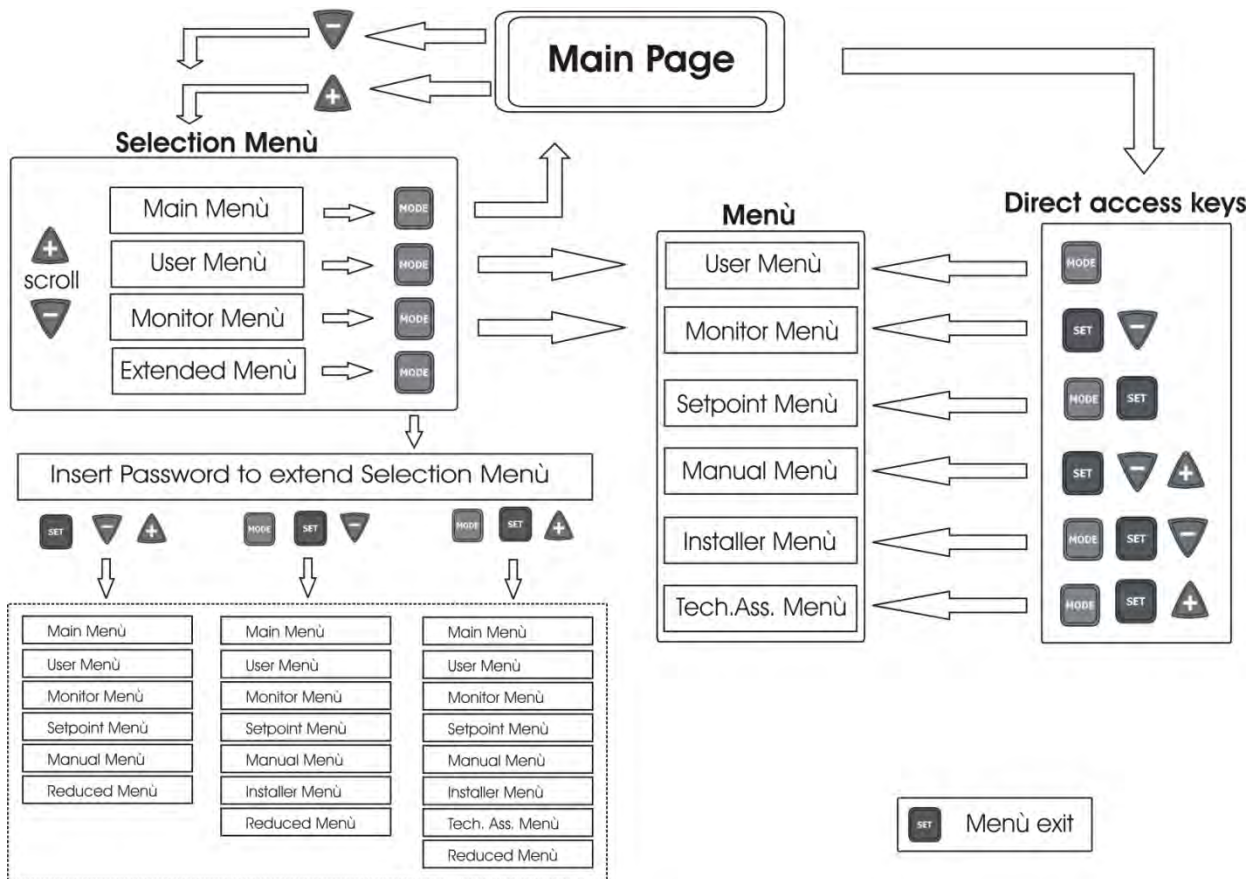 Main Page
Selection Menù
scroll
Main Menù
MODE
User Menù
MODE
Monitor Menù
MODE
Extended Menù
MODE
Insert Password to extend Selection Menù
SET
MODE SET
MODE SET
Main Menù
User Menù
Monitor Menù
Setpoint Menù
Manual Menù
Reduced Menù
Main Menù
User Menù
Monitor Menù
Setpoint Menù
Manual Menù
Installer Menù
Reduced Menù
Main Menù
User Menù
Monitor Menù
Setpoint Menù
Manual Menù
Installer Menù
Tech. Ass. Menù
Reduced Menù
Menù
User Menù
Monitor Menù
Setpoint Menù
Manual Menù
Installer Menù
Tech.Ass. Menù
Direct access keys
MODE
SET
MODE SET
SET
MODE SET
MODE SET
SET Menù exit